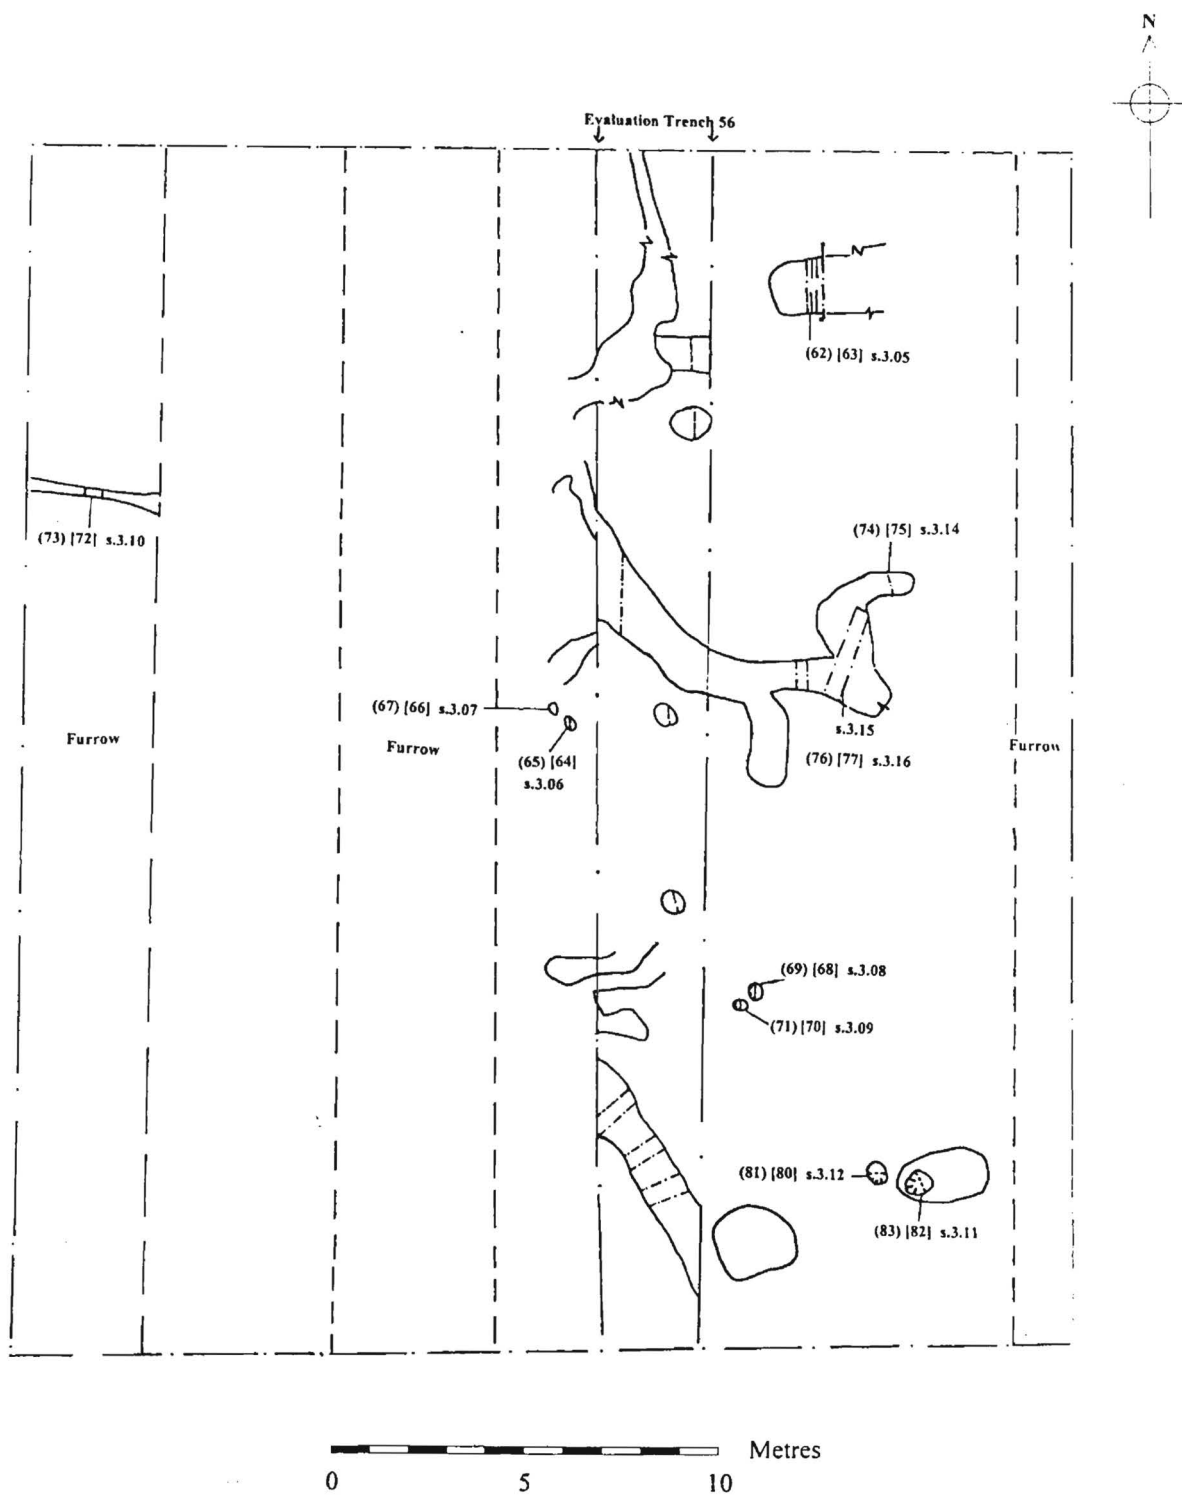 N
Evaluation Trench 56
(62) [63] s.3.05
(73) [72] s.3.10
(74) [75] s.3.14
(67) [66] s.3.07
(65) [64]
s.3.06
s.3.15
(76) [77] s.3.16
Furrow
Furrow
Furrow
(69) [68] s.3.08
(71) [70] s.3.09
(81) [80] s.3.12
(83) [82] s.3.11
Metres
0 5 10